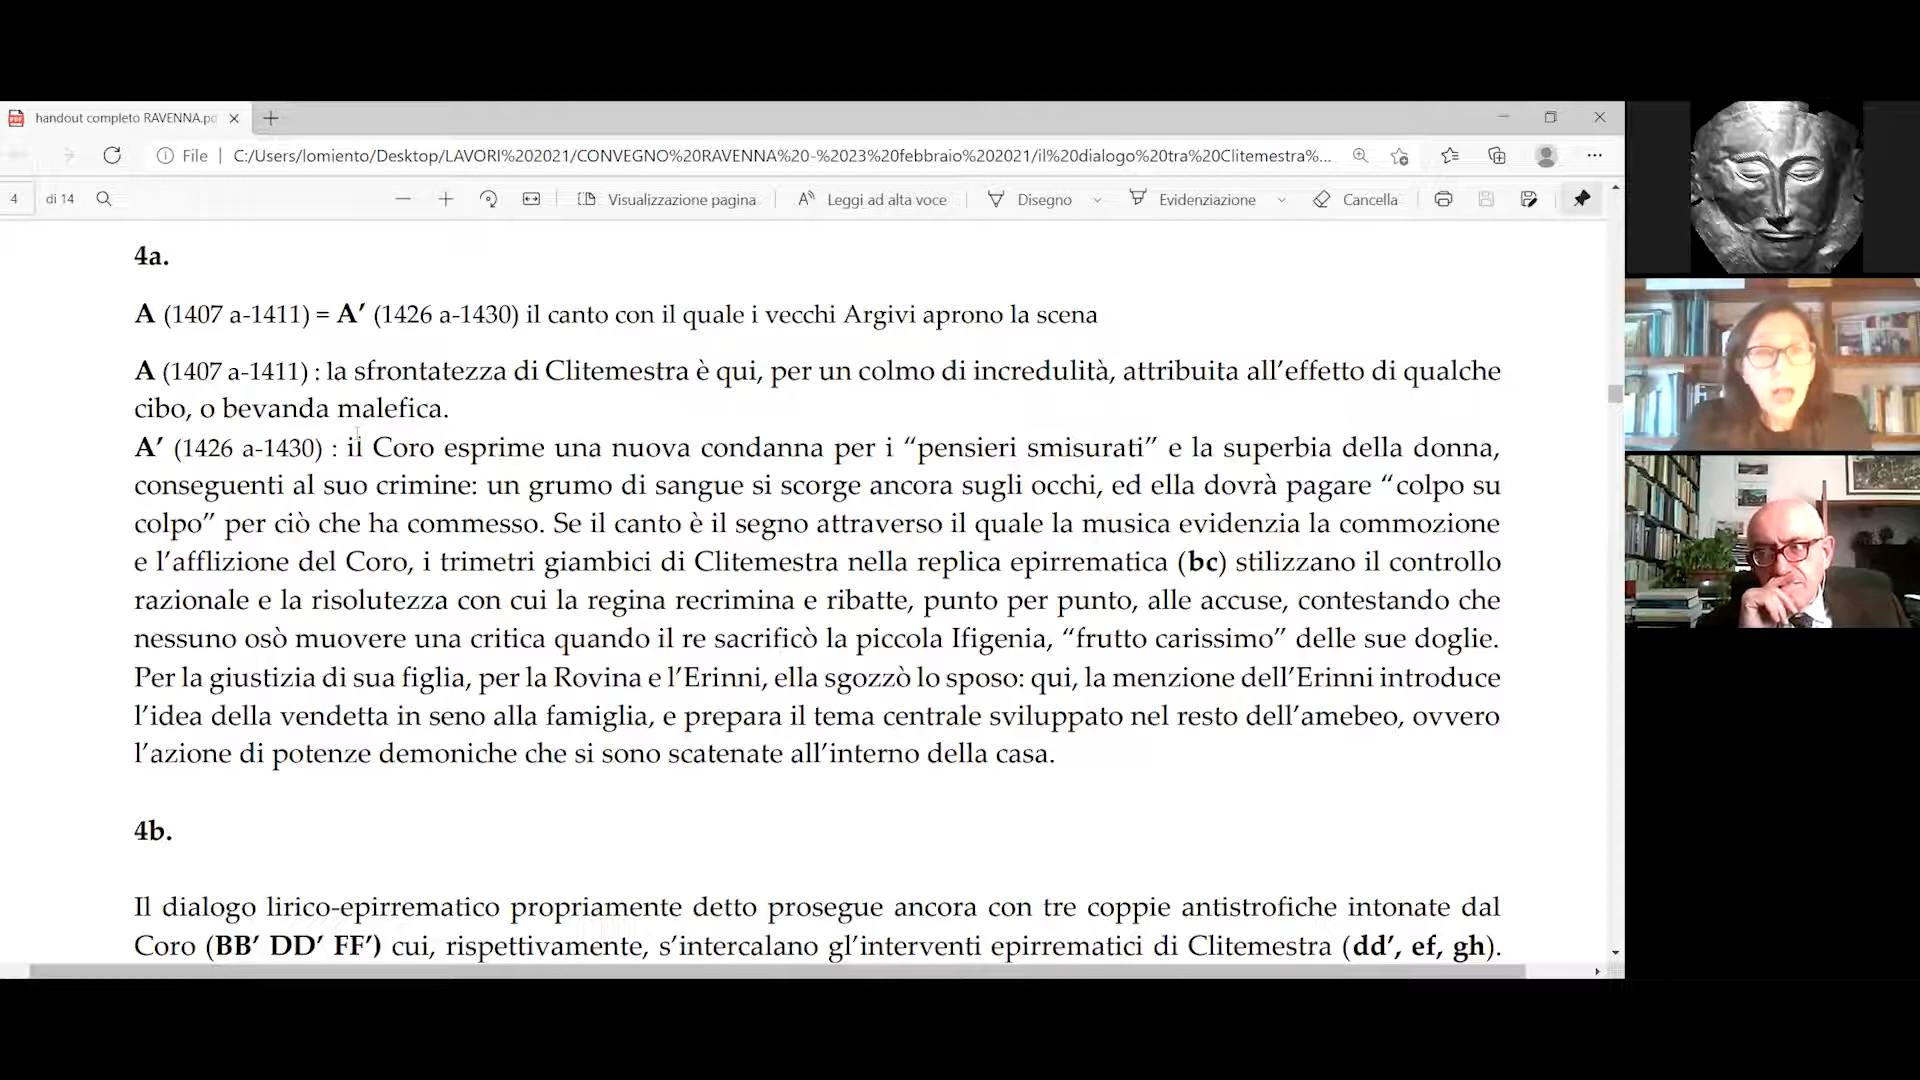 handout completo RAVENNA.pd
File
C:/Users/lomiento/Desktop/LAVORI%202021/CONVEGNO%20RAVENNA%20-%2023%20febbraio%202021/il%20dialogo%20tra%20Clitemestra%...
4 di 14
Visualizzazione pagina
Leggi ad alta voce
Disegno
Evidenziazione
Cancella
4a.
A (1407 a-1411) = A′ (1426 a-1430) il canto con il quale i vecchi Argivi aprono la scena
A (1407 a-1411) : la sfrontatezza di Clitemestra è qui, per un colmo di incredulità, attribuita all’effetto di qualche
cibo, o bevanda malefica.
A′ (1426 a-1430) : il Coro esprime una nuova condanna per i “pensieri smisurati” e la superbia della donna,
conseguenti al suo crimine: un grumo di sangue si scorge ancora sugli occhi, ed ella dovrà pagare “colpo su
colpo” per ciò che ha commesso. Se il canto è il segno attraverso il quale la musica evidenzia la commozione
e l’afflizione del Coro, i trimetri giambici di Clitemestra nella replica epirrematica (bc) stilizzano il controllo
razionale e la risolutezza con cui la regina recrimina e ribatte, punto per punto, alle accuse, contestando che
nessuno osò muovere una critica quando il re sacrificò la piccola Ifigenia, “frutto carissimo” delle sue doglie.
Per la giustizia di sua figlia, per la Rovina e l’Erinni, ella sgozzò lo sposo: qui, la menzione dell’Erinni introduce
l’idea della vendetta in seno alla famiglia, e prepara il tema centrale sviluppato nel resto dell’amebeo, ovvero
l’azione di potenze demoniche che si sono scatenate all’interno della casa.
4b.
Il dialogo lirico-epirrematico propriamente detto prosegue ancora con tre coppie antistrofiche intonate dal
Coro (BB′ DD′ FF′) cui, rispettivamente, s’intercalano gl’interventi epirrematici di Clitemestra (dd′, ef, gh).